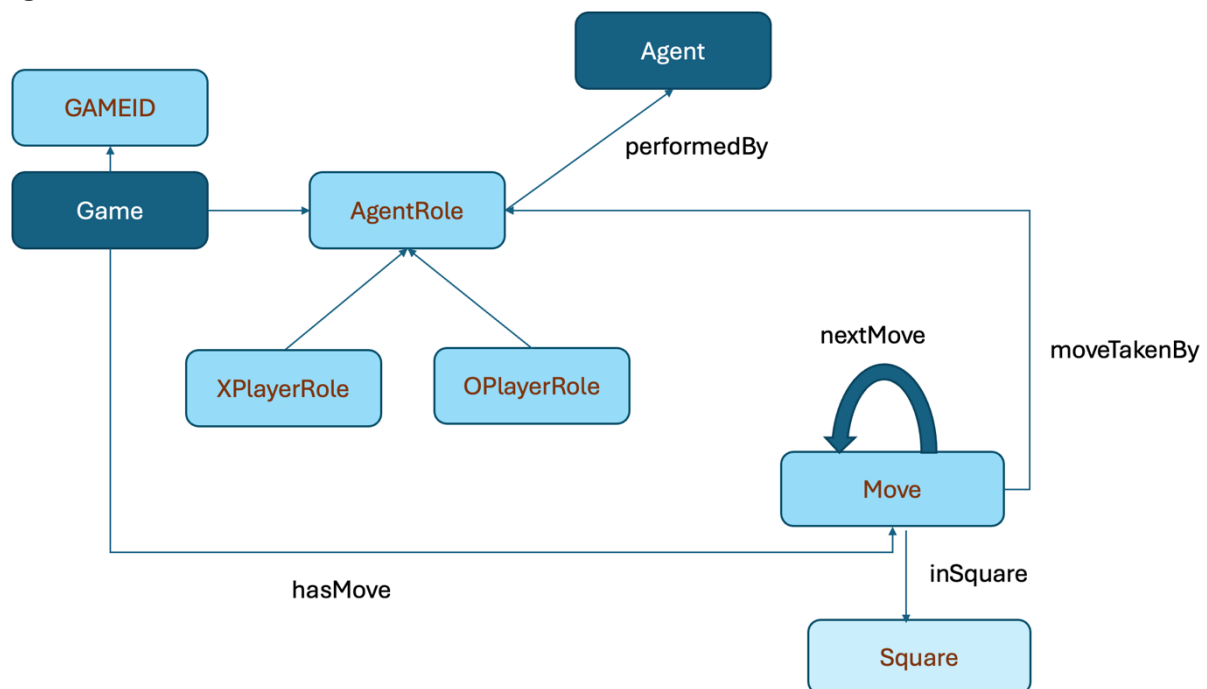 Agent
GAMEID
performedBy
Game
AgentRole
nextMove
moveTakenBy
XPlayerRole
OPlayerRole
Move
inSquare
hasMove
Square